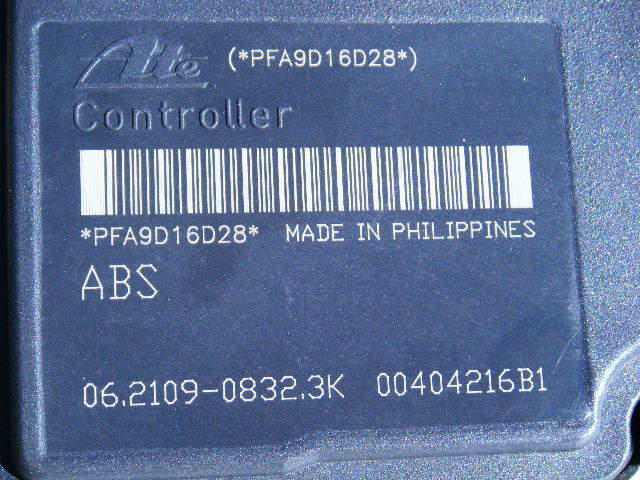 Ate (*PFA9D16D28*)
Controller
*PFA9D16D28* MADE IN PHILIPPINES
ABS
06.2109-0832.3K 00404216B1